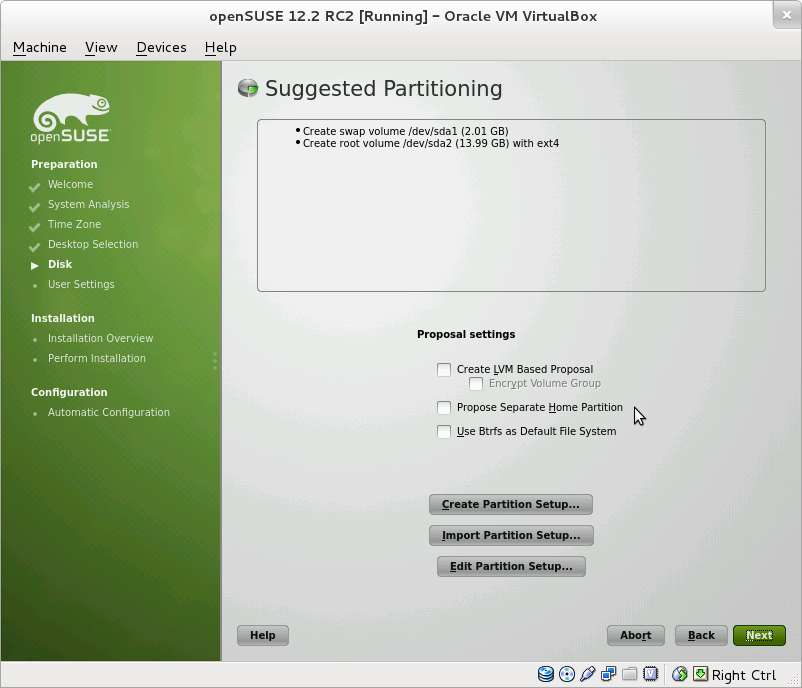 openSUSE 12.2 RC2 [Running] – Oracle VM VirtualBox
Machine View Devices Help
openSUSE
Suggested Partitioning
• Create swap volume /dev/sda1 (2.01 GB)
• Create root volume /dev/sda2 (13.99 GB) with ext4
Preparation
Welcome
System Analysis
Time Zone
Desktop Selection
Disk
User Settings
Installation
Installation Overview
Perform Installation
Configuration
Automatic Configuration
Proposal settings
Create LVM Based Proposal
Encrypt Volume Group
Propose Separate Home Partition
Use Btrfs as Default File System
Create Partition Setup...
Import Partition Setup...
Edit Partition Setup...
Help Abort Back Next
Right Ctrl